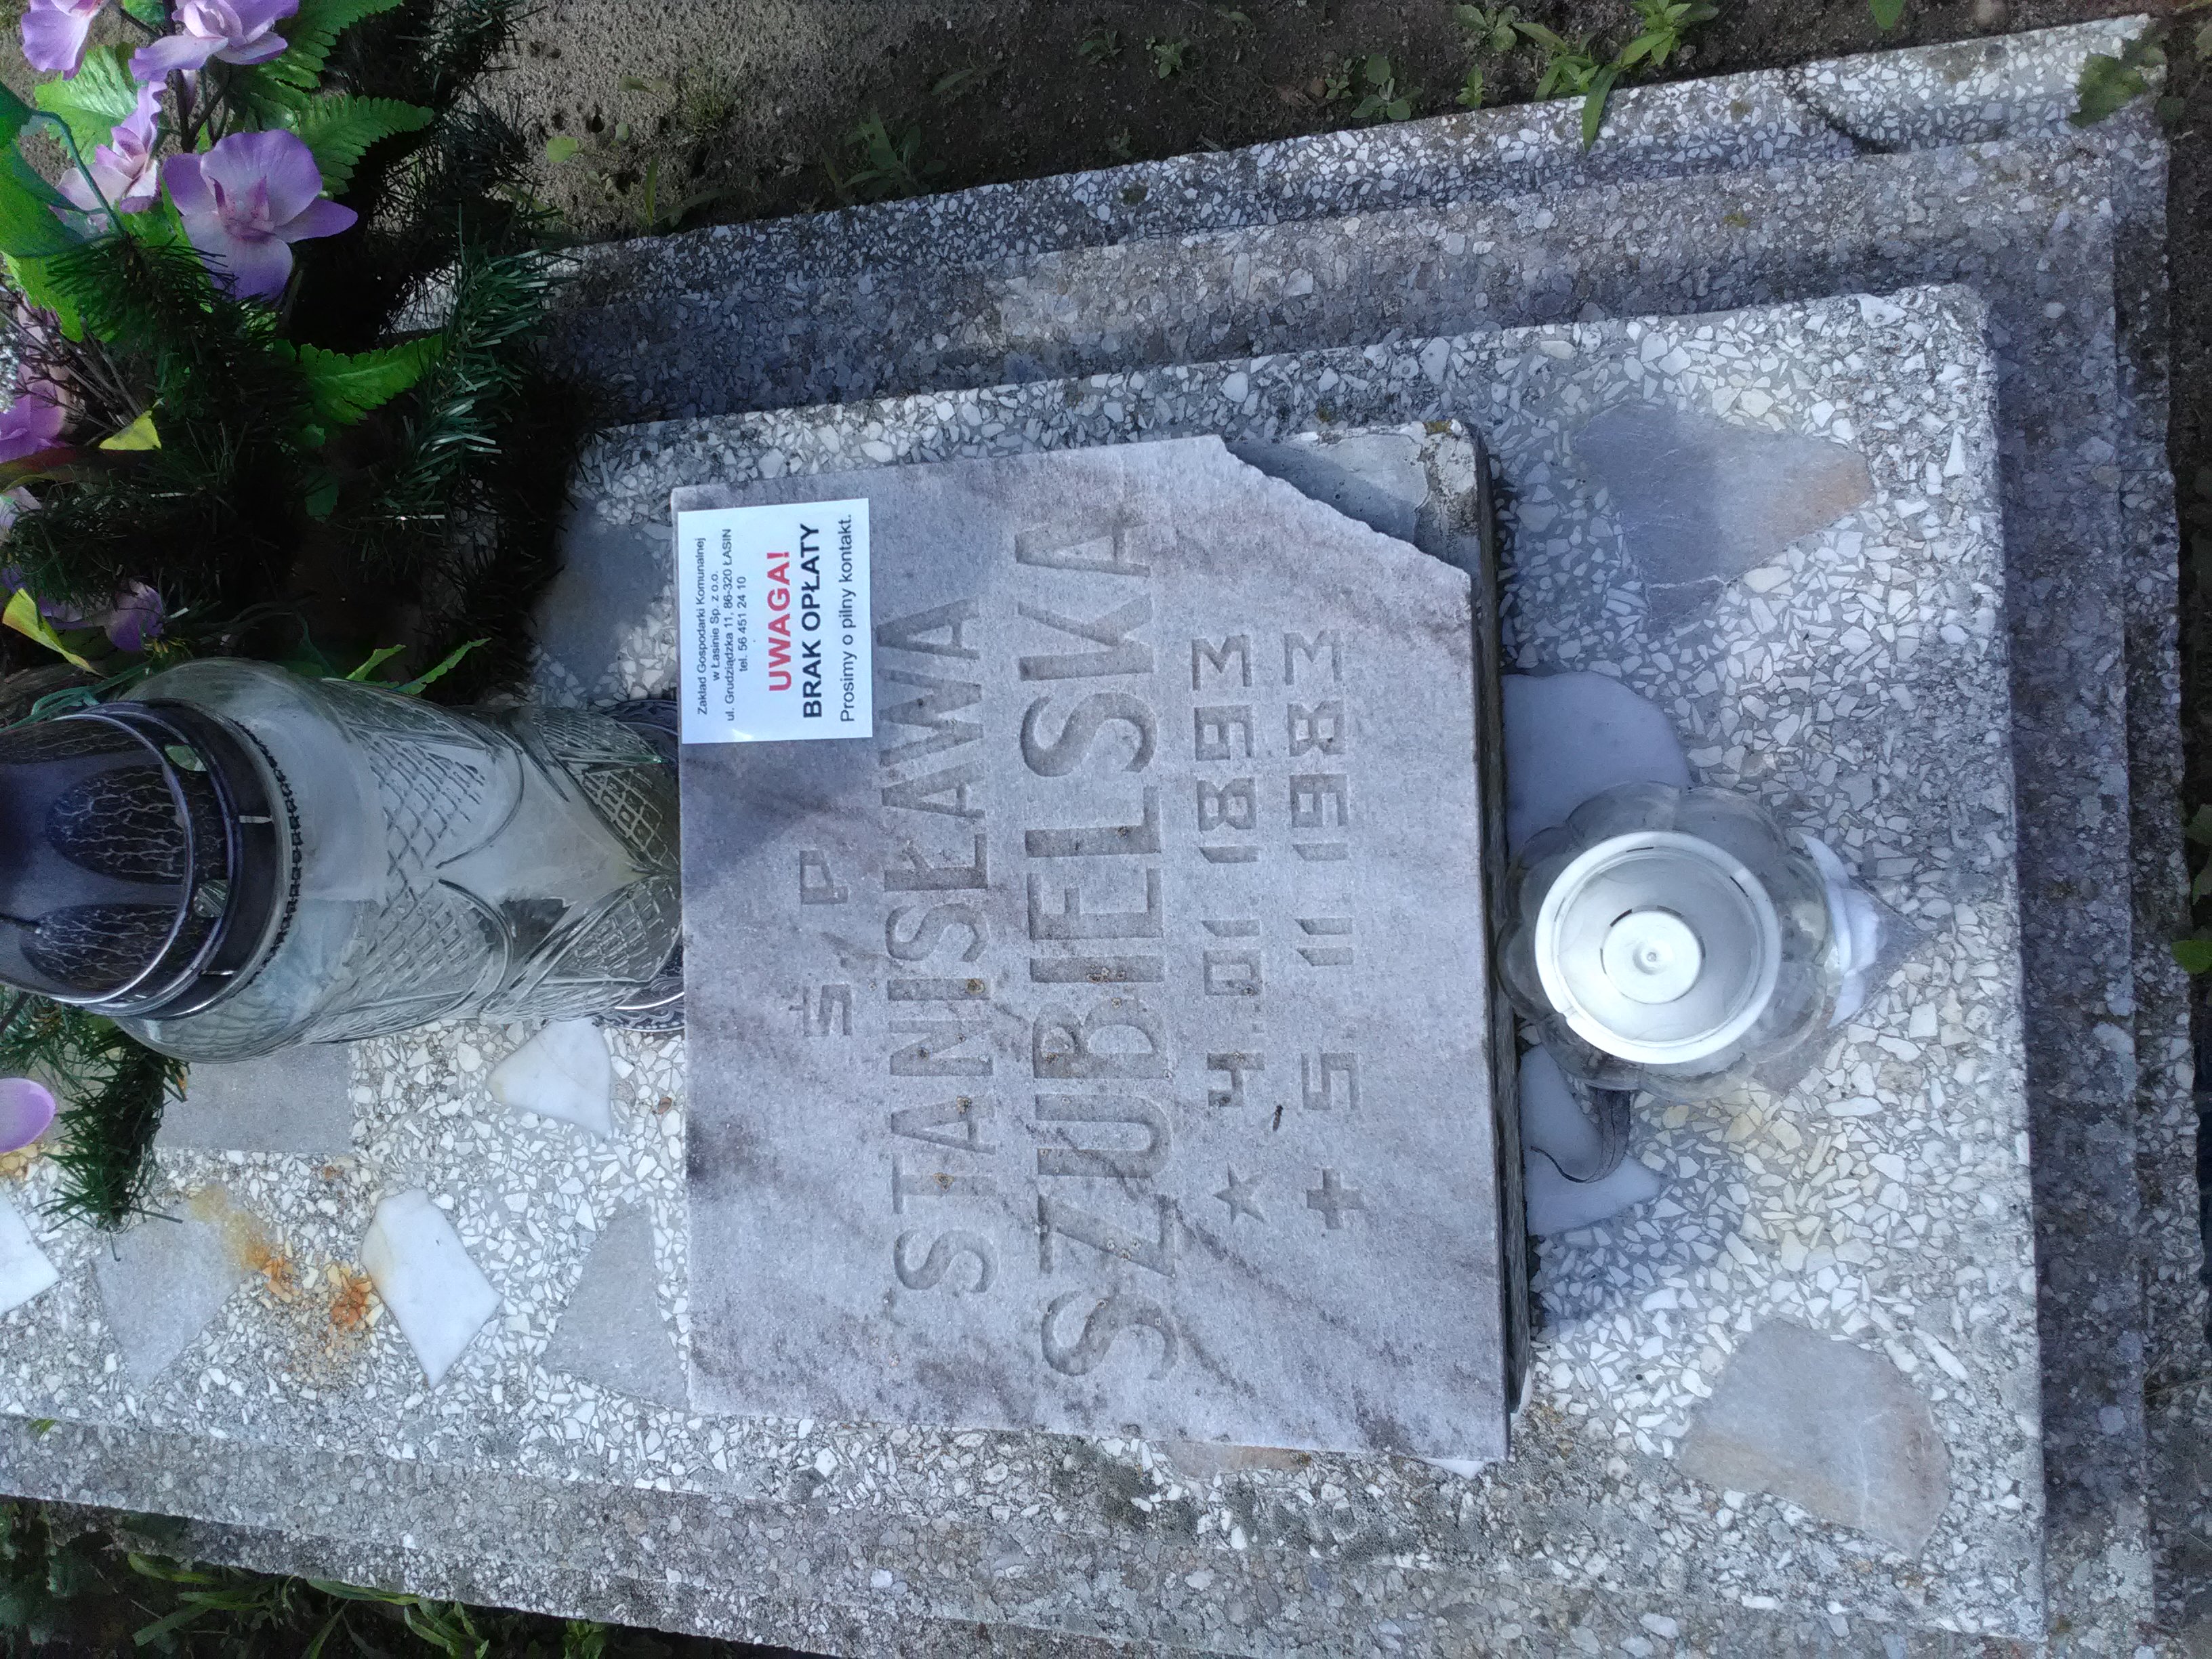 Zakład Gospodarki Komunalnej
w Łasinie Sp. z o.o.
ul. Grudziądzka 11, 86-320 ŁASIN
tel. 56 451 24 10
UWAGA!
BRAK OPŁATY
Prosimy o pilny kontakt.
Ś. P.
STANISŁAWA
SZUBIELSKA
★ 4.01 1893
✚ 5 11 1983